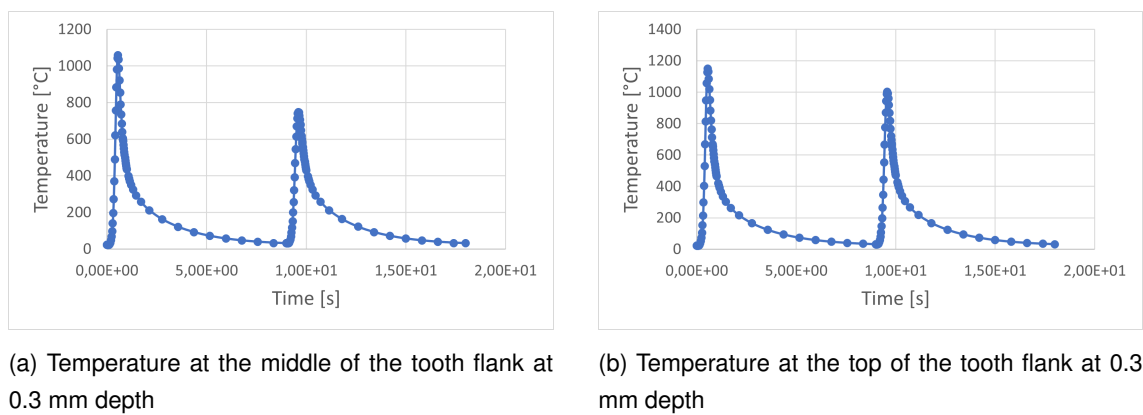 1200
1000
800
600
400
200
0
Temperature [°C]
0,00E+00 5,00E+00 1,00E+01 1,50E+01 2,00E+01
Time [s]
(a) Temperature at the middle of the tooth flank at
0.3 mm depth
1400
1200
1000
800
600
400
200
0
Temperature [°C]
0,00E+00 5,00E+00 1,00E+01 1,50E+01 2,00E+01
Time [s]
(b) Temperature at the top of the tooth flank at 0.3
mm depth